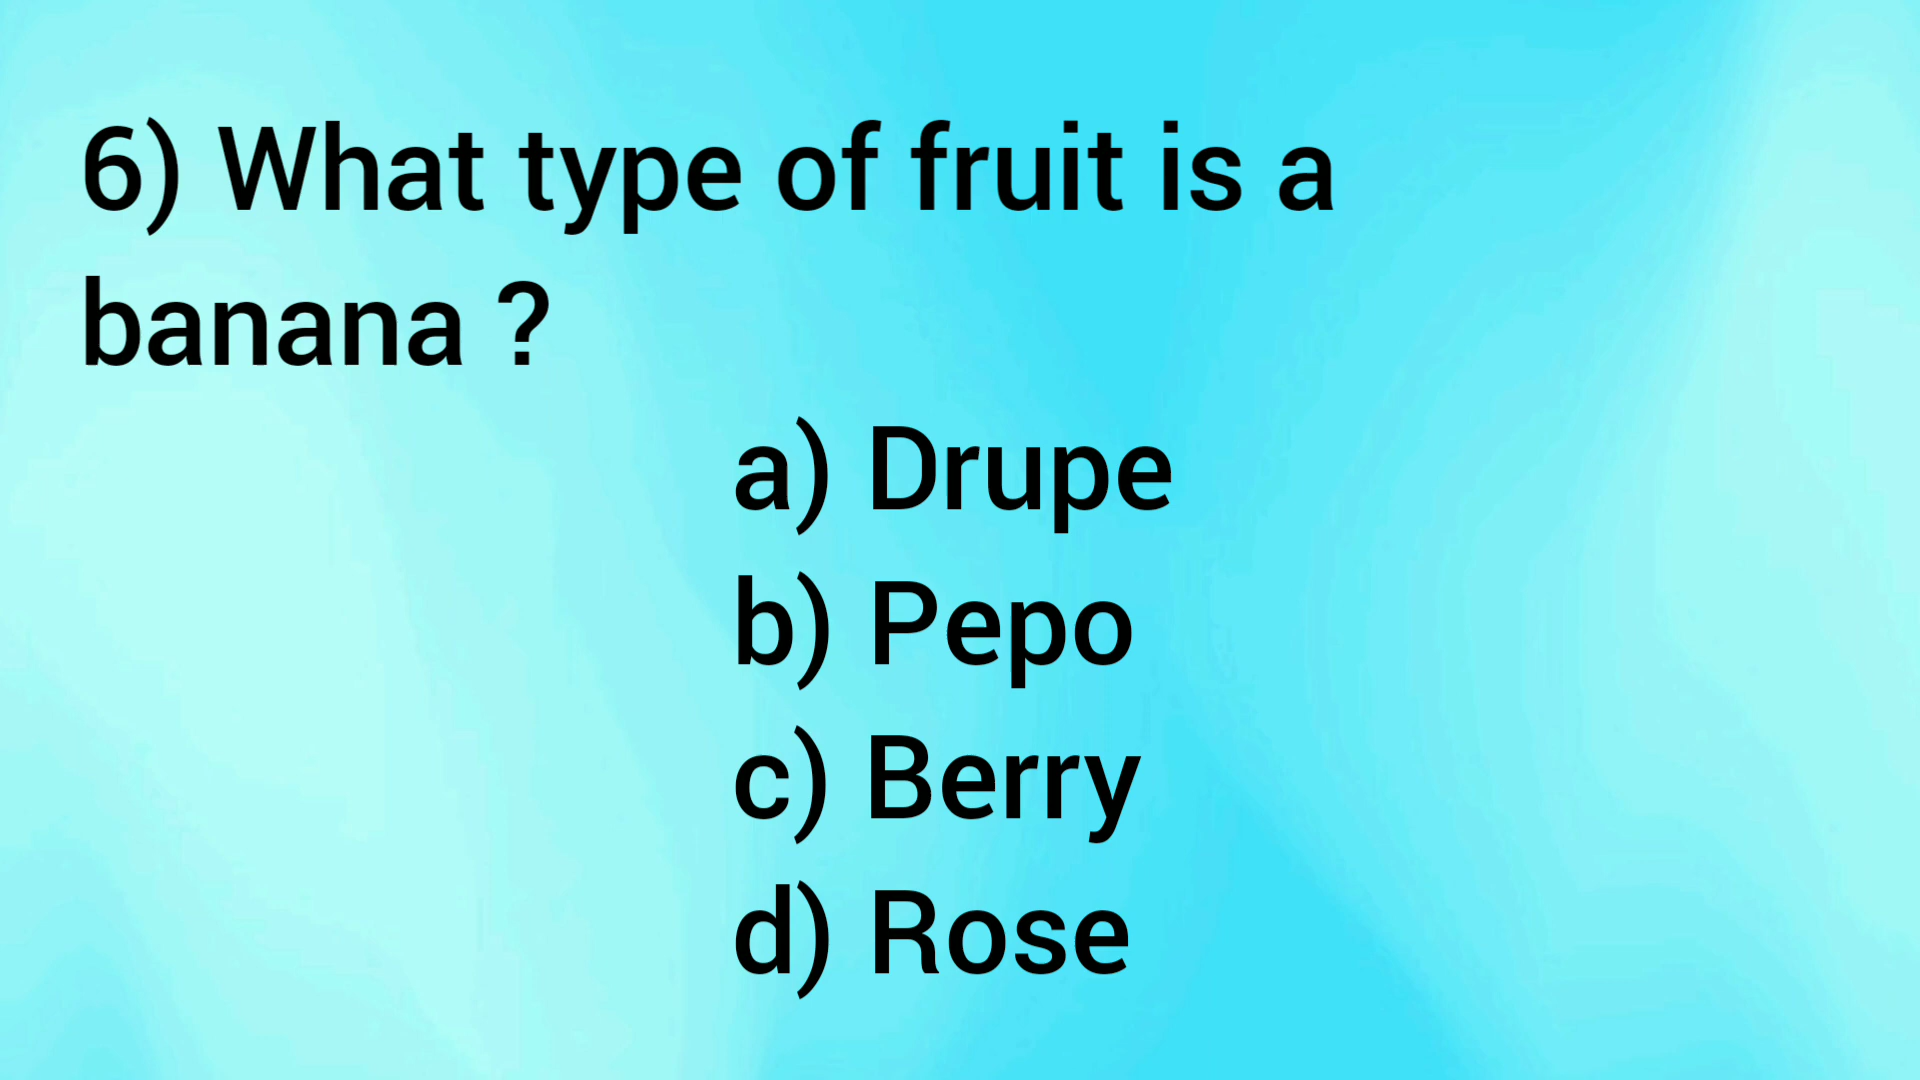 6) What type of fruit is a
banana ?
a) Drupe
b) Pepo
c) Berry
d) Rose